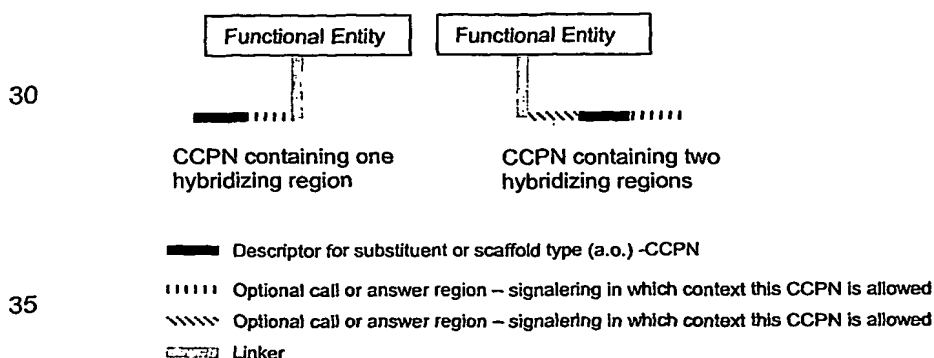 Functional Entity Functional Entity
30
CCPN containing one hybridizing region
CCPN containing two hybridizing regions
Descriptor for substituent or scaffold type (a.o.) -CCPN
35
Optional call or answer region – signalering in which context this CCPN is allowed
Optional call or answer region – signalering in which context this CCPN is allowed
Linker